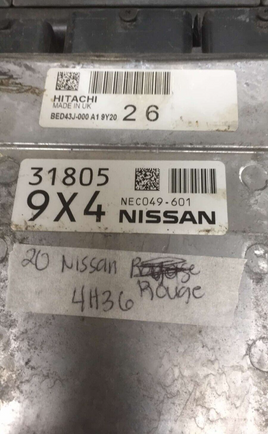 HITACHI
MADE IN UK
BED43J-000 A1 9Y20 26
31805
9X4 NEC049-601
NISSAN
20 Nissan
4H36 Rouge